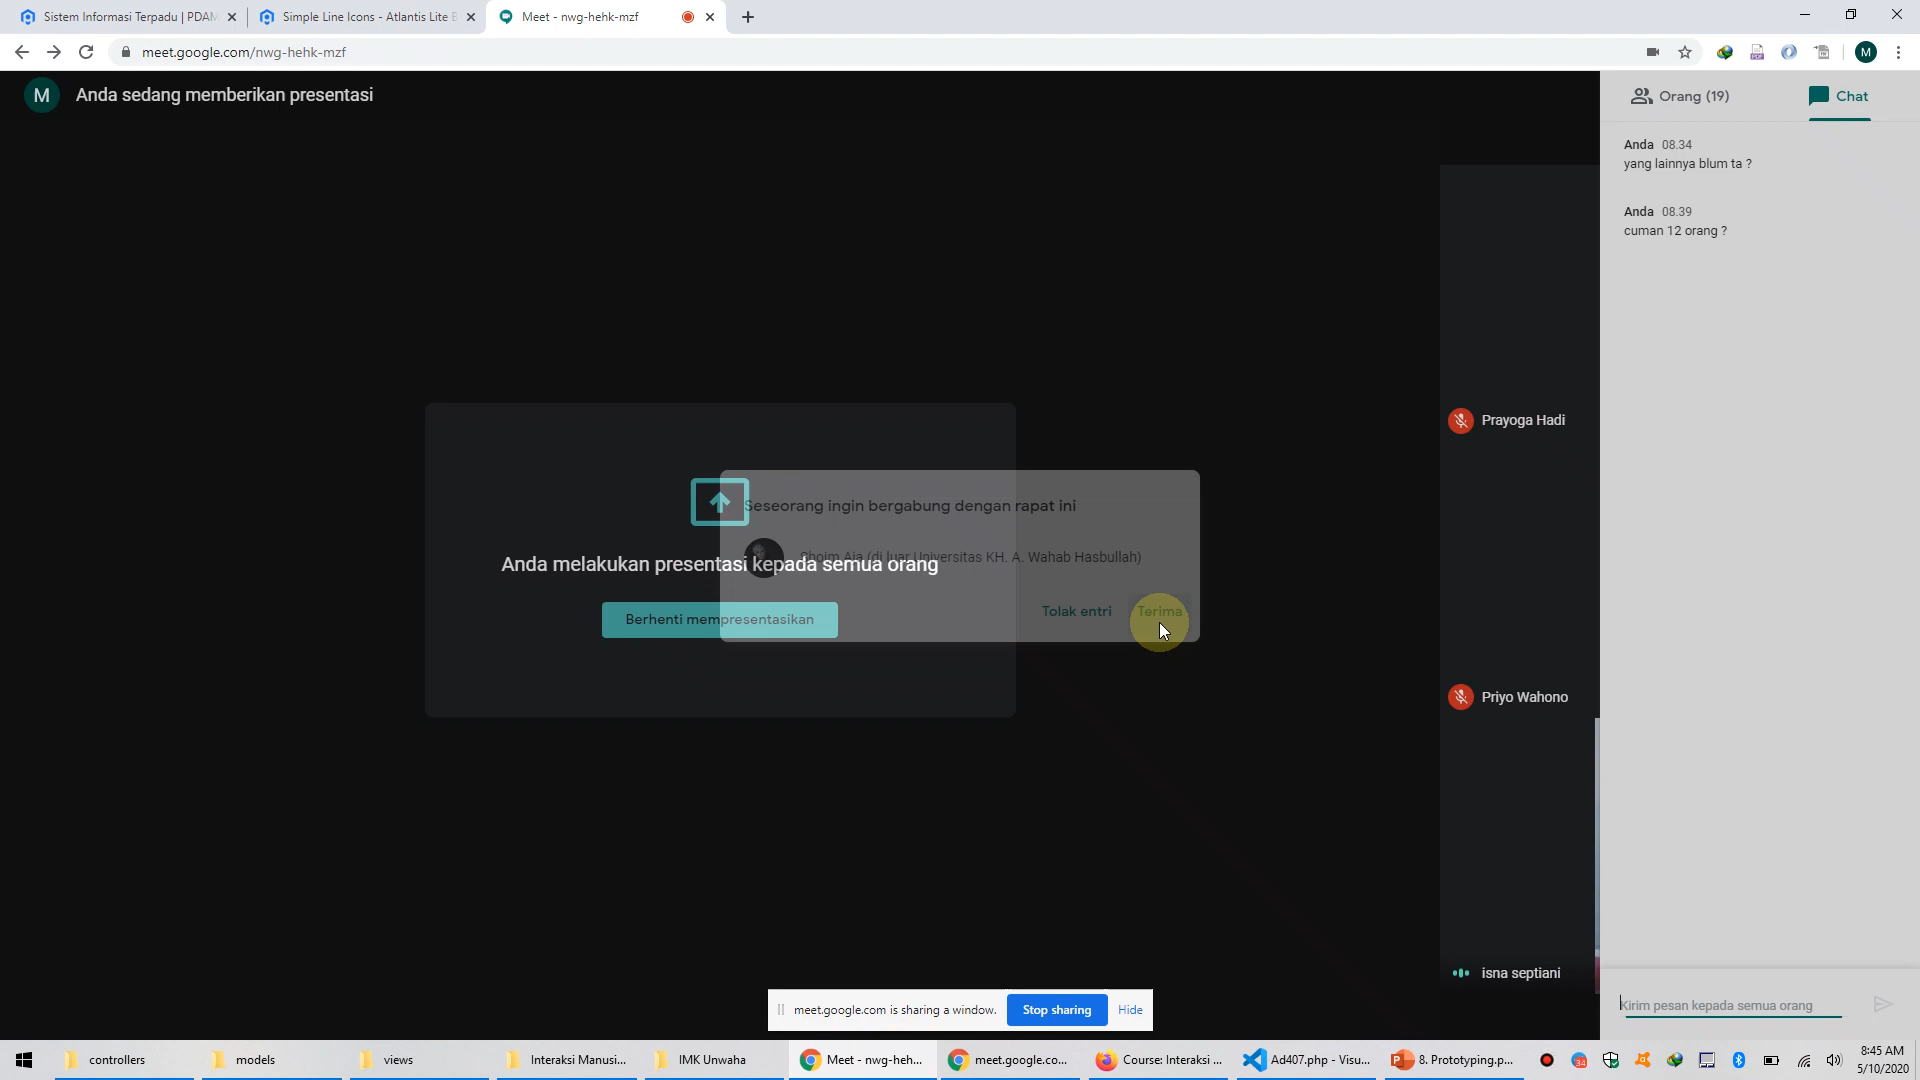 Sistem Informasi Terpadu | PDAM
Simple Line Icons - Atlantis Lite B
Meet - nwg-hehk-mzf
meet.google.com/nwg-hehk-mzf
M
M
Anda sedang memberikan presentasi
Orang (19)
Chat
Anda 08.34
yang lainnya blum ta ?
Anda 08.39
cuman 12 orang ?
Prayoga Hadi
Seseorang ingin bergabung dengan rapat ini
Shoim Aja (di luar Universitas KH. A. Wahab Hasbullah)
Anda melakukan presentasi kepada semua orang
Tolak entri
Terima
Berhenti mempresentasikan
Priyo Wahono
isna septiani
meet.google.com is sharing a window.
Stop sharing
Hide
Kirim pesan kepada semua orang
controllers
models
views
Interaksi Manusi...
IMK Unwaha
Meet - nwg-heh...
meet.google.co...
Course: Interaksi ...
Ad407.php - Visu...
8. Prototyping.p...
34
8:45 AM
5/10/2020